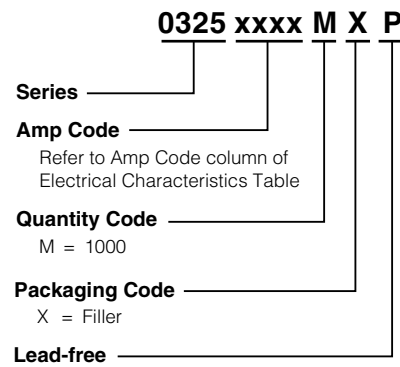 0325 xxxx M X P
Series
Amp Code
Refer to Amp Code column of
Electrical Characteristics Table
Quantity Code
M = 1000
Packaging Code
X = Filler
Lead-free